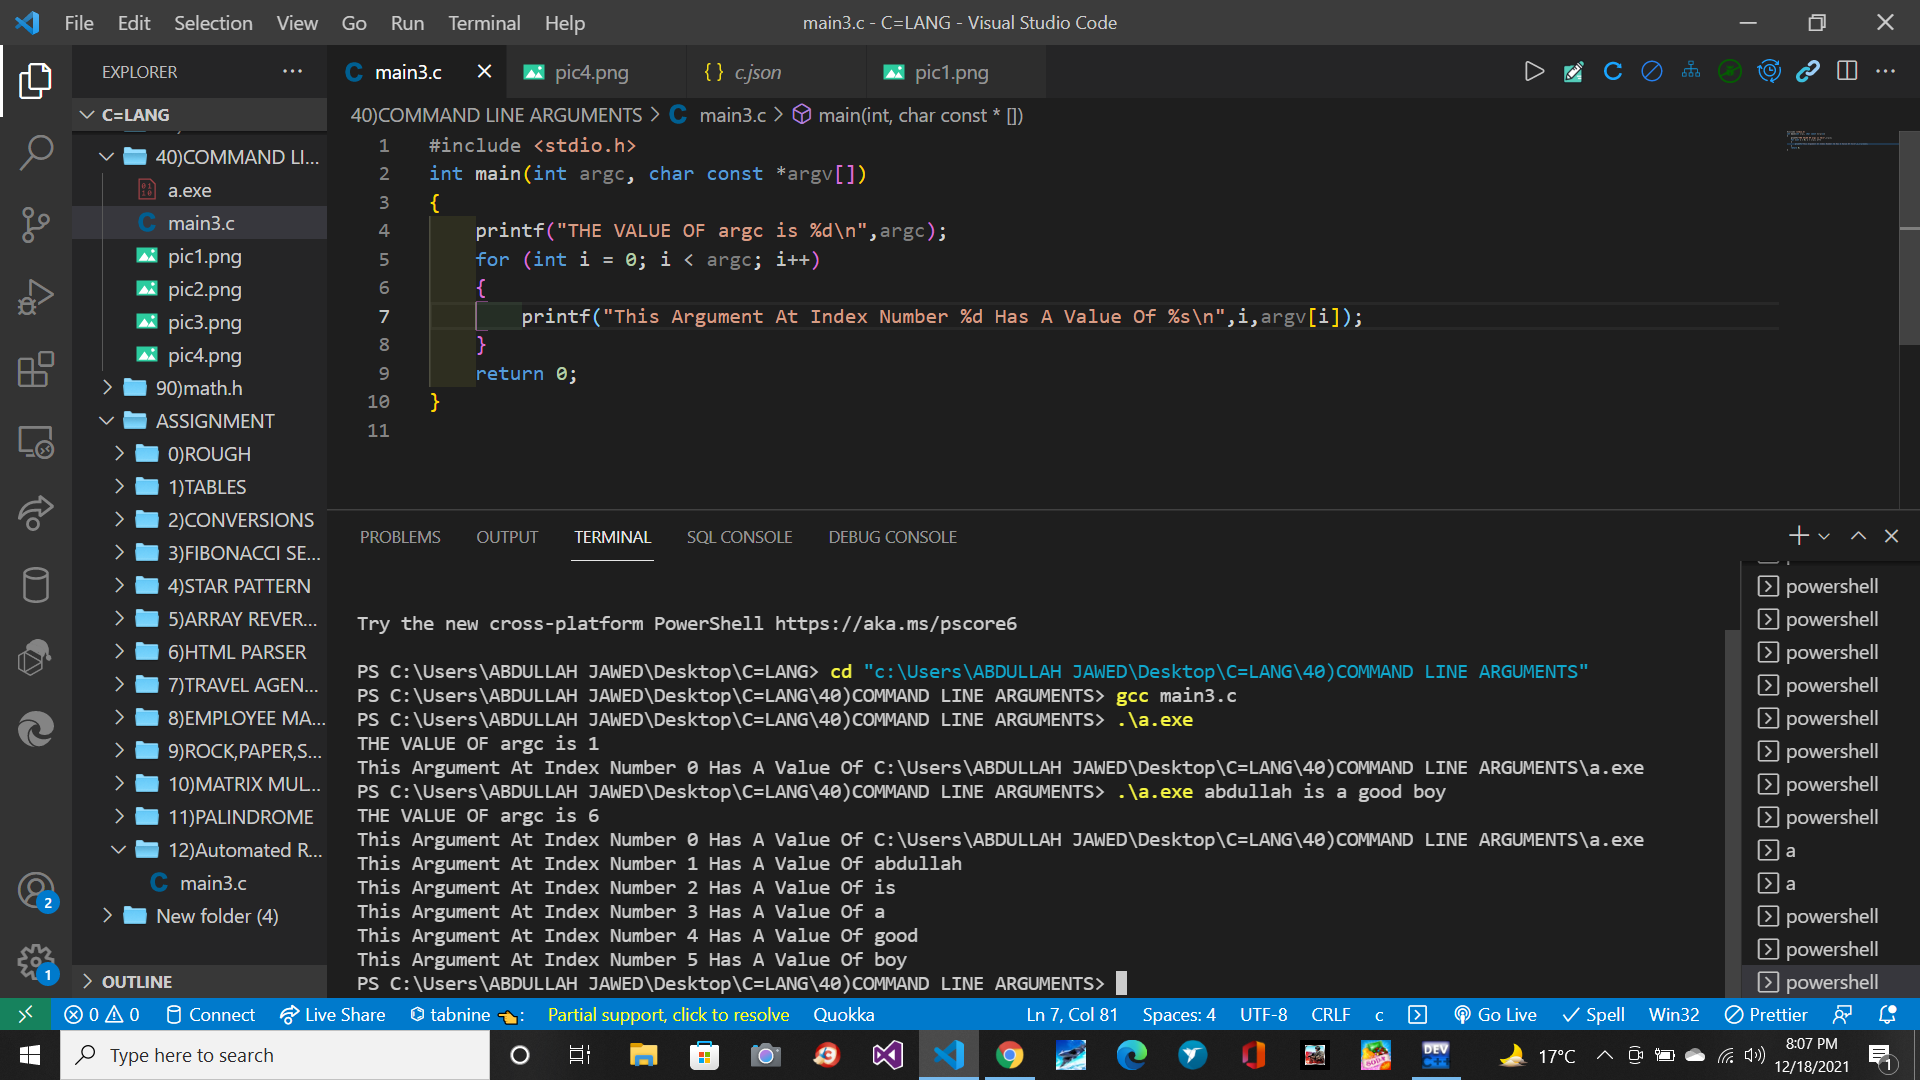 File Edit Selection View Go Run Terminal Help
main3.c - C=LANG - Visual Studio Code
EXPLORER
C=LANG
40)COMMAND LI...
a.exe
main3.c
pic1.png
pic2.png
pic3.png
pic4.png
90)math.h
ASSIGNMENT
0)ROUGH
1)TABLES
2)CONVERSIONS
3)FIBONACCI SE...
4)STAR PATTERN
5)ARRAY REVER...
6)HTML PARSER
7)TRAVEL AGEN...
8)EMPLOYEE MA...
9)ROCK,PAPER,S...
10)MATRIX MUL...
11)PALINDROME
12)Automated R...
main3.c
New folder (4)
OUTLINE
main3.c pic4.png c.json pic1.png
40)COMMAND LINE ARGUMENTS > main3.c > main(int, char const * [])
1 #include <stdio.h>
2 int main(int argc, char const *argv[])
3 {
4 printf("THE VALUE OF argc is %d\n",argc);
5 for (int i = 0; i < argc; i++)
6 {
7 printf("This Argument At Index Number %d Has A Value Of %s\n",i,argv[i]);
8 }
9 return 0;
10 }
11
PROBLEMS OUTPUT TERMINAL SQL CONSOLE DEBUG CONSOLE
Try the new cross-platform PowerShell https://aka.ms/pscore6
PS C:\Users\ABDULLAH JAWED\Desktop\C=LANG> cd "c:\Users\ABDULLAH JAWED\Desktop\C=LANG\40)COMMAND LINE ARGUMENTS"
PS C:\Users\ABDULLAH JAWED\Desktop\C=LANG\40)COMMAND LINE ARGUMENTS> gcc main3.c
PS C:\Users\ABDULLAH JAWED\Desktop\C=LANG\40)COMMAND LINE ARGUMENTS> .\a.exe
THE VALUE OF argc is 1
This Argument At Index Number 0 Has A Value Of C:\Users\ABDULLAH JAWED\Desktop\C=LANG\40)COMMAND LINE ARGUMENTS\a.exe
PS C:\Users\ABDULLAH JAWED\Desktop\C=LANG\40)COMMAND LINE ARGUMENTS> .\a.exe abdullah is a good boy
THE VALUE OF argc is 6
This Argument At Index Number 0 Has A Value Of C:\Users\ABDULLAH JAWED\Desktop\C=LANG\40)COMMAND LINE ARGUMENTS\a.exe
This Argument At Index Number 1 Has A Value Of abdullah
This Argument At Index Number 2 Has A Value Of is
This Argument At Index Number 3 Has A Value Of a
This Argument At Index Number 4 Has A Value Of good
This Argument At Index Number 5 Has A Value Of boy
PS C:\Users\ABDULLAH JAWED\Desktop\C=LANG\40)COMMAND LINE ARGUMENTS>
powershell
powershell
powershell
powershell
powershell
powershell
powershell
powershell
a
a
powershell
powershell
powershell
2
1
0 0 Connect Live Share tabnine : Partial support, click to resolve Quokka Ln 7, Col 81 Spaces: 4 UTF-8 CRLF c Go Live Spell Win32 Prettier
Type here to search
DEV
17°C
8:07 PM
12/18/2021
1